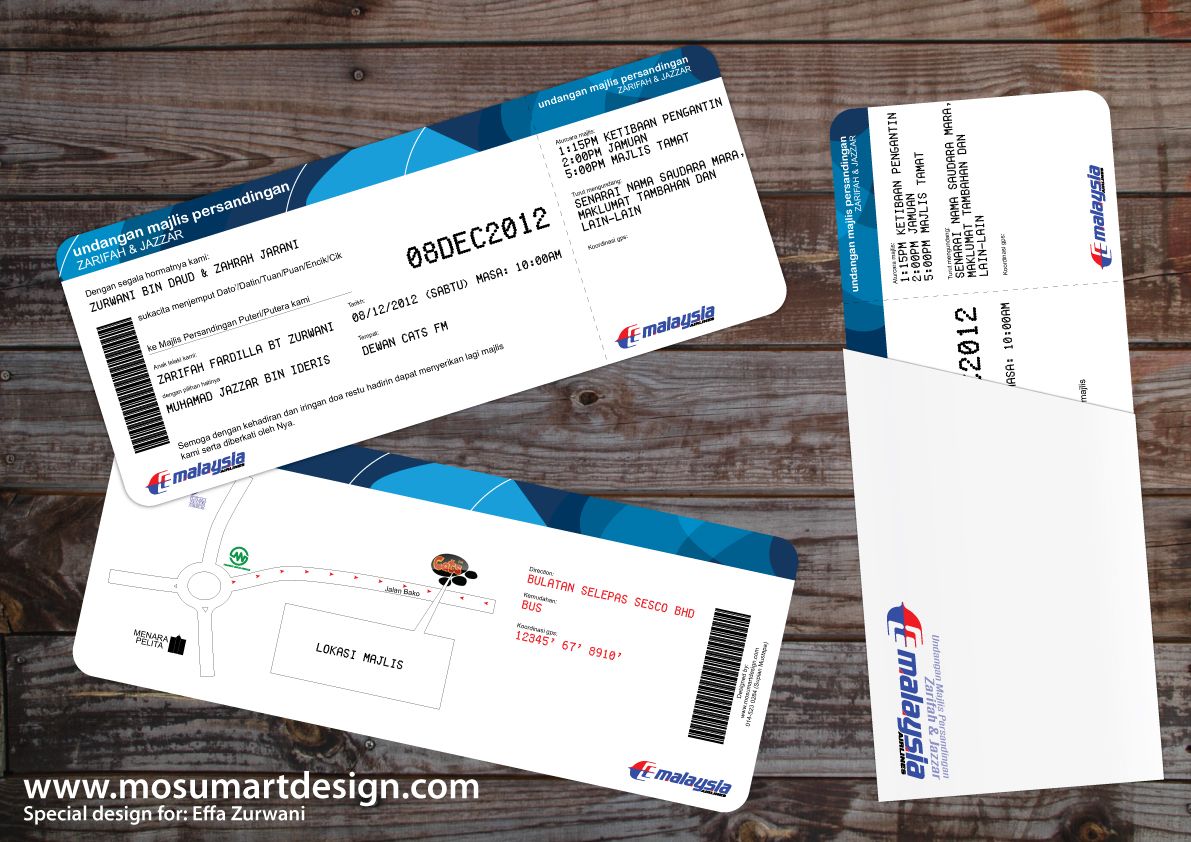 undangan majlis persandingan
ZARIFAH & JAZZAR
Dengan segala hormatnya kami:
ZURWANI BIN DAUD & ZAHRAH JARANI
sukacita menjemput Dato'/Datin/Tuan/Puan/Encik/Cik
ke Majlis Persandingan Puteri/Putera kami
Anak lelaki kami:
ZARIFAH FARDILLA BT ZURWANI
dengan pilihan hatinya
MUHAMAD JAZZAR BIN IDERIS
08DEC2012
Tarikh:
08/12/2012 (SABTU) MASA: 10:00AM
Tempat:
DEWAN CATS FM
Semoga dengan kehadiran dan iringan doa restu hadirin dapat menyerikan lagi majlis
kami serta diberkati oleh Nya.
malaysia
AIRLINES
undangan majlis persandingan
ZARIFAH & JAZZAR
Aturcara majlis:
1:15PM KETIBAAN PENGANTIN
2:00PM JAMUAN
5:00PM MAJLIS TAMAT
Turut mengundang:
SENARAI NAMA SAUDARA MARA,
MAKLUMAT TAMBAHAN DAN
LAIN-LAIN
Koordinasi gps:
malaysia
AIRLINES
undangan majlis persandingan
ZARIFAH & JAZZAR
Aturcara majlis:
1:15PM KETIBAAN PENGANTIN
2:00PM JAMUAN
5:00PM MAJLIS TAMAT
Turut mengundang:
SENARAI NAMA SAUDARA MARA,
MAKLUMAT TAMBAHAN DAN
LAIN-LAIN
Koordinasi gps:
malaysia
2012
MASA: 10:00AM
majlis
malaysia
AIRLINES
Undangan Majlis Persandingan
Zarifah & Jazzar
MENARA
PELITA
Jalan Bako
Cats
LOKASI MAJLIS
Direction:
BULATAN SELEPAS SESCO BHD
Kemudahan:
BUS
Koordinasi gps:
12345' 67' 8910'
Designed by:
www.mosumartdesign.com
malaysia
AIRLINES
www.mosumartdesign.com
Special design for: Effa Zurwani